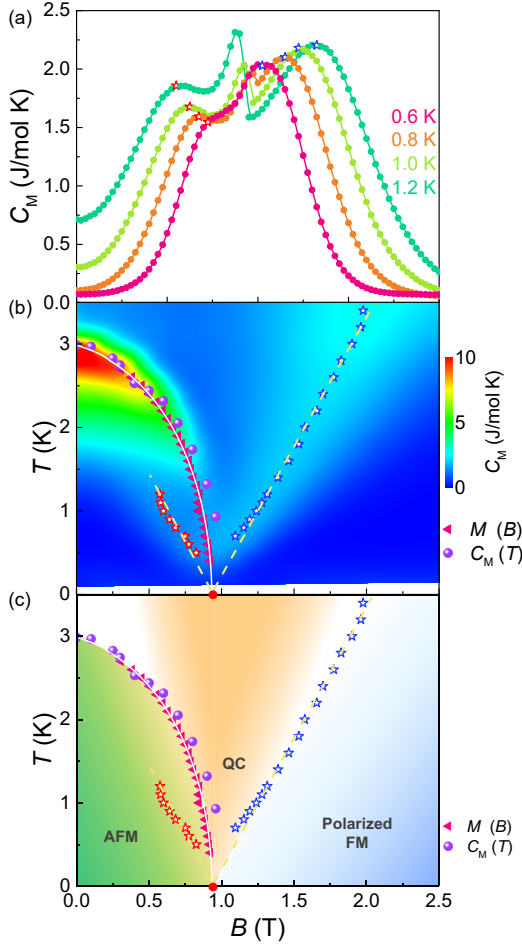 (a)
2.5
2.0
1.5
1.0
0.5
0.0
C_M (J/mol K)
0.6 K
0.8 K
1.0 K
1.2 K
(b)
3
2
1
0
T (K)
10
5
0
C_M (J/mol K)
M (B)
C_M (T)
(c)
3
2
1
0
T (K)
QC
AFM
Polarized
FM
M (B)
C_M (T)
0.0 0.5 1.0 1.5 2.0 2.5
B (T)